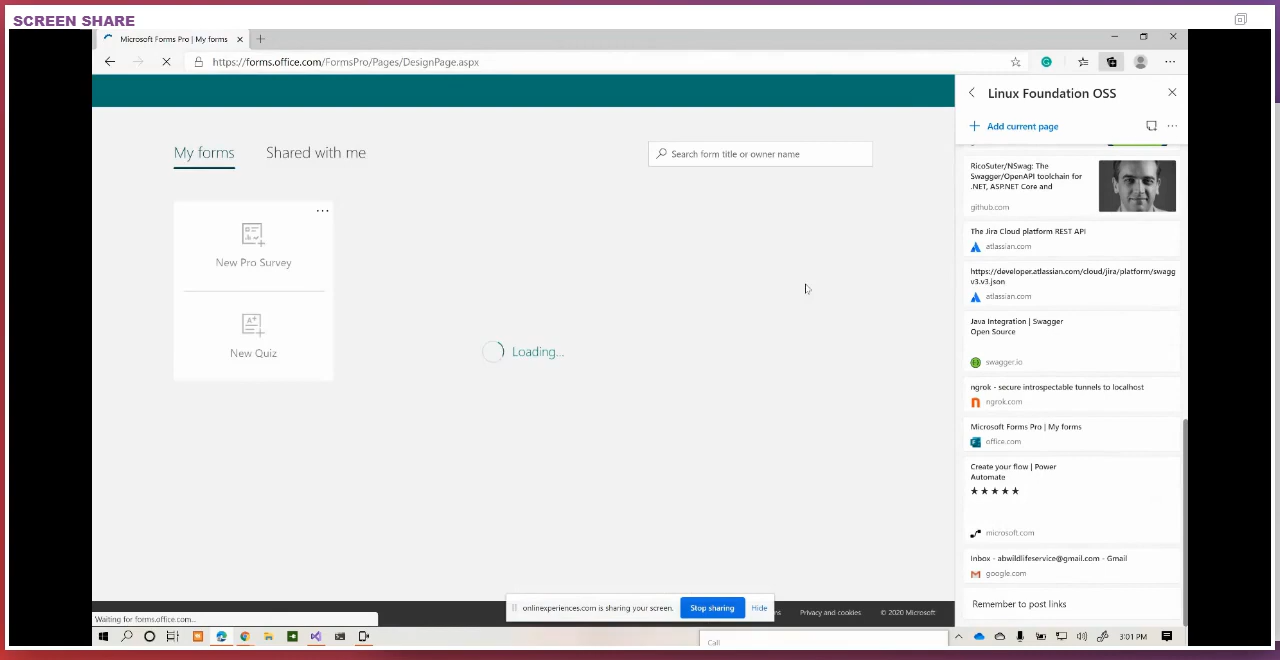 SCREEN SHARE
Microsoft Forms Pro | My forms
https://forms.office.com/FormsPro/Pages/DesignPage.aspx
Linux Foundation OSS
Add current page
My forms
Shared with me
Search form title or owner name
New Pro Survey
A+
New Quiz
Loading...
RicoSuter/NSwag: The
Swagger/OpenAPI toolchain for
.NET, ASP.NET Core and
github.com
The Jira Cloud platform REST API
atlassian.com
https://developer.atlassian.com/cloud/jira/platform/swagg
v3.v3.json
atlassian.com
Java Integration | Swagger
Open Source
swagger.io
ngrok - secure introspectable tunnels to localhost
ngrok.com
Microsoft Forms Pro | My forms
office.com
Create your flow | Power
Automate
★★★★★
microsoft.com
Inbox - abwildlifeservice@gmail.com - Gmail
google.com
Remember to post links
onlinexperiences.com is sharing your screen.
Stop sharing
Hide
Privacy and cookies
© 2020 Microsoft
Waiting for forms.office.com...
Call
3:01 PM